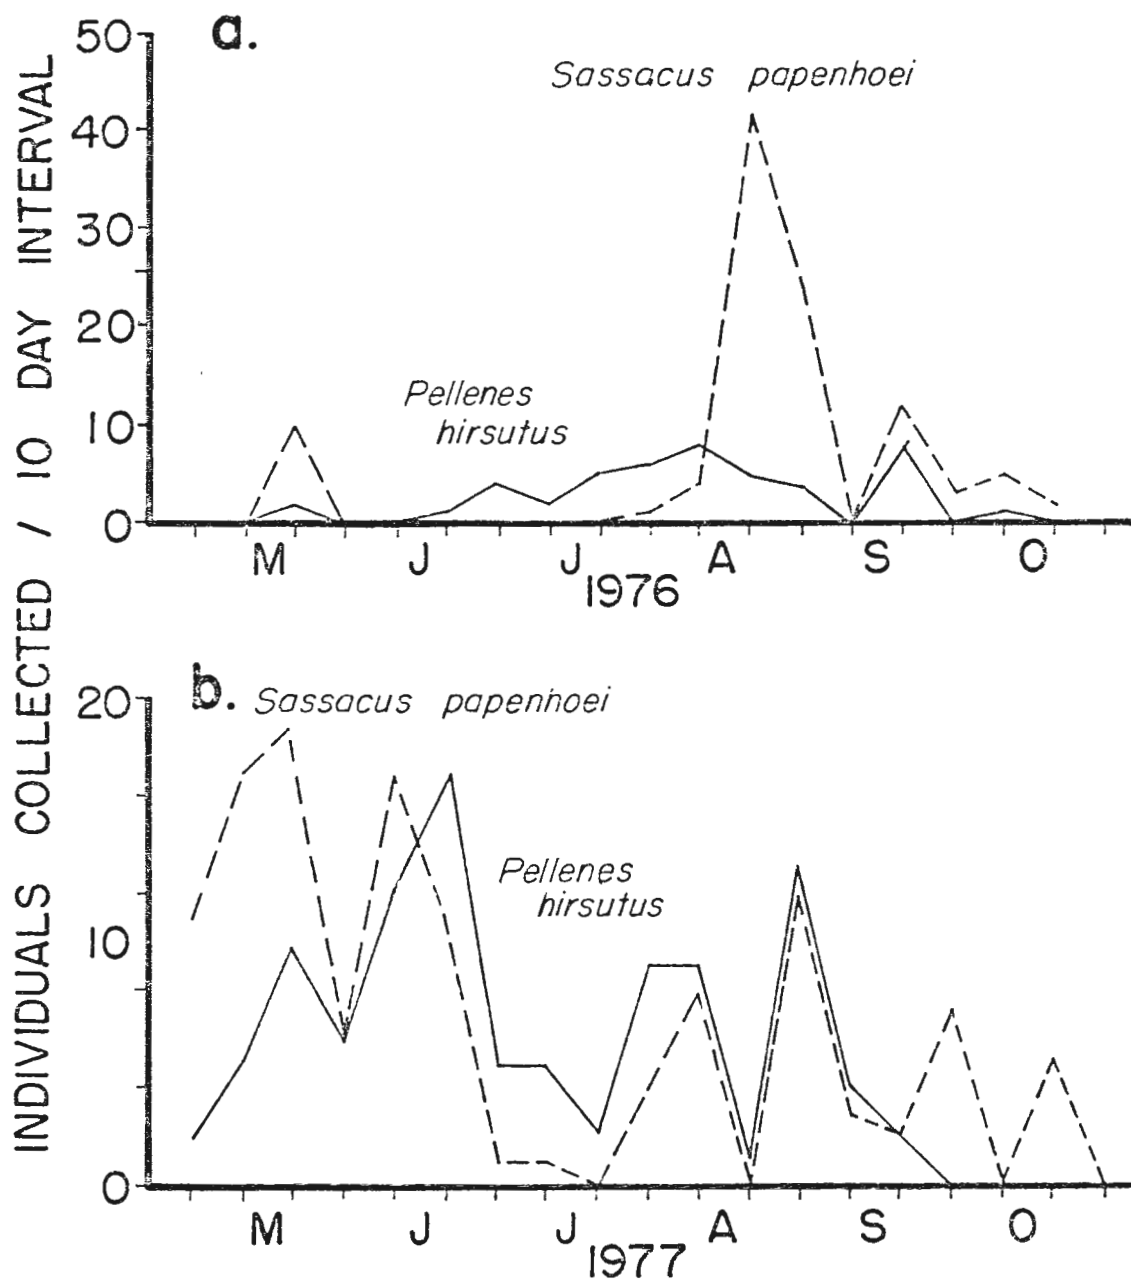 INDIVIDUALS COLLECTED / 10 DAY INTERVAL
a.
50
Sassacus papenhoei
40
30
20
Pellenes
hirsutus
10
0
M J J A S O
1976
b.
Sassacus papenhoei
20
Pellenes
hirsutus
10
0
M J J A S O
1977